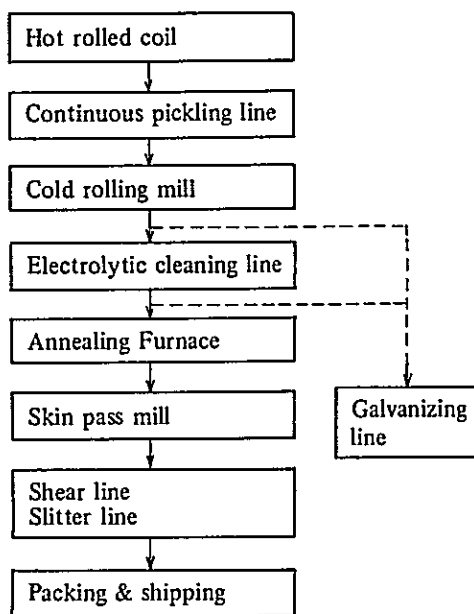 Hot rolled coil
Continuous pickling line
Cold rolling mill
Electrolytic cleaning line
Annealing Furnace
Skin pass mill
Galvanizing
line
Shear line
Slitter line
Packing & shipping